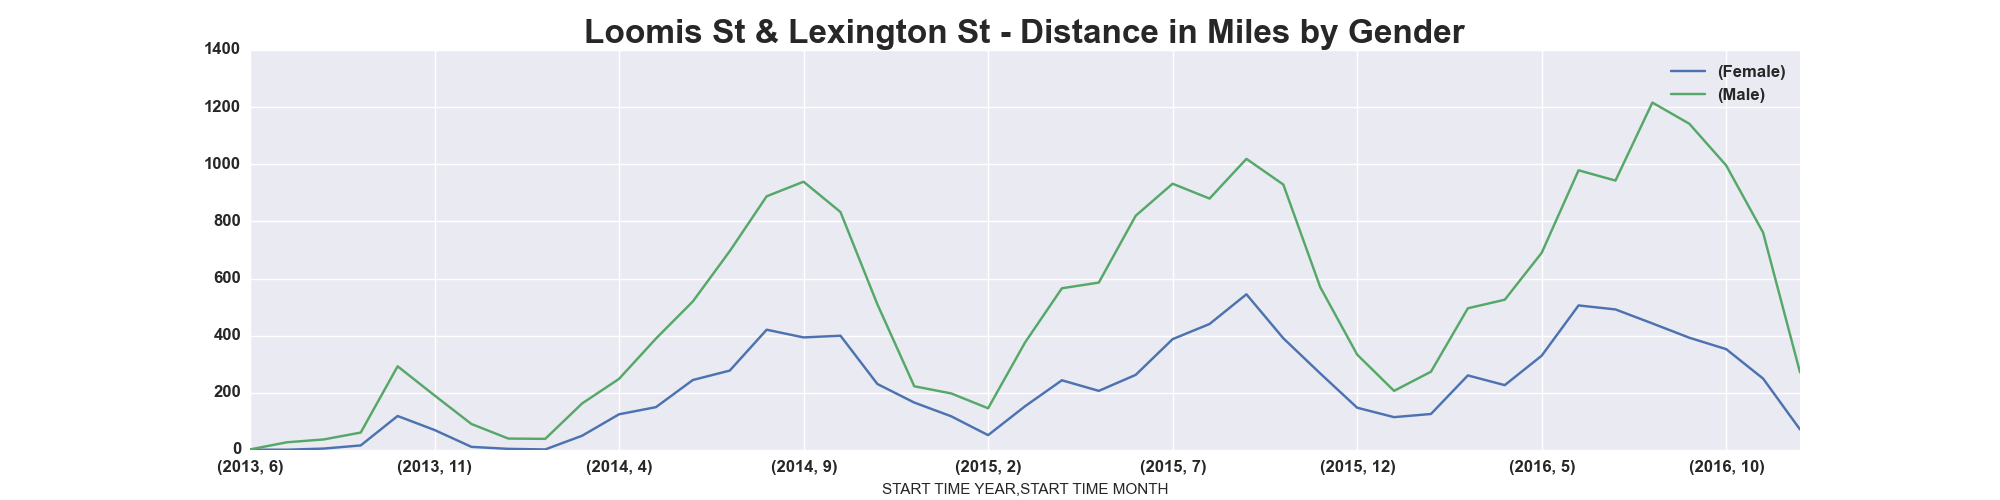 Loomis St & Lexington St - Distance in Miles by Gender
1400
1200
1000
800
600
400
200
0
(Female)
(Male)
(2013, 6) (2013, 11) (2014, 4) (2014, 9) (2015, 2) (2015, 7) (2015, 12) (2016, 5) (2016, 10)
START TIME YEAR,START TIME MONTH